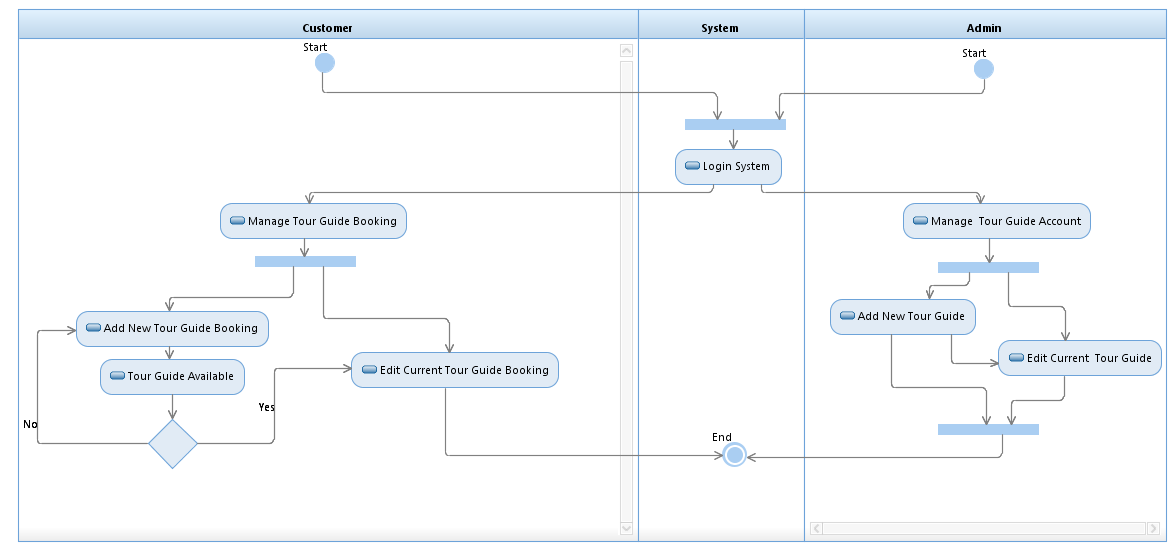 Customer
System
Admin
Start
Start
Login System
Manage Tour Guide Booking
Manage  Tour Guide Account
Add New Tour Guide Booking
Add New Tour Guide
Tour Guide Available
Edit Current Tour Guide Booking
Edit Current  Tour Guide
Yes
No
End